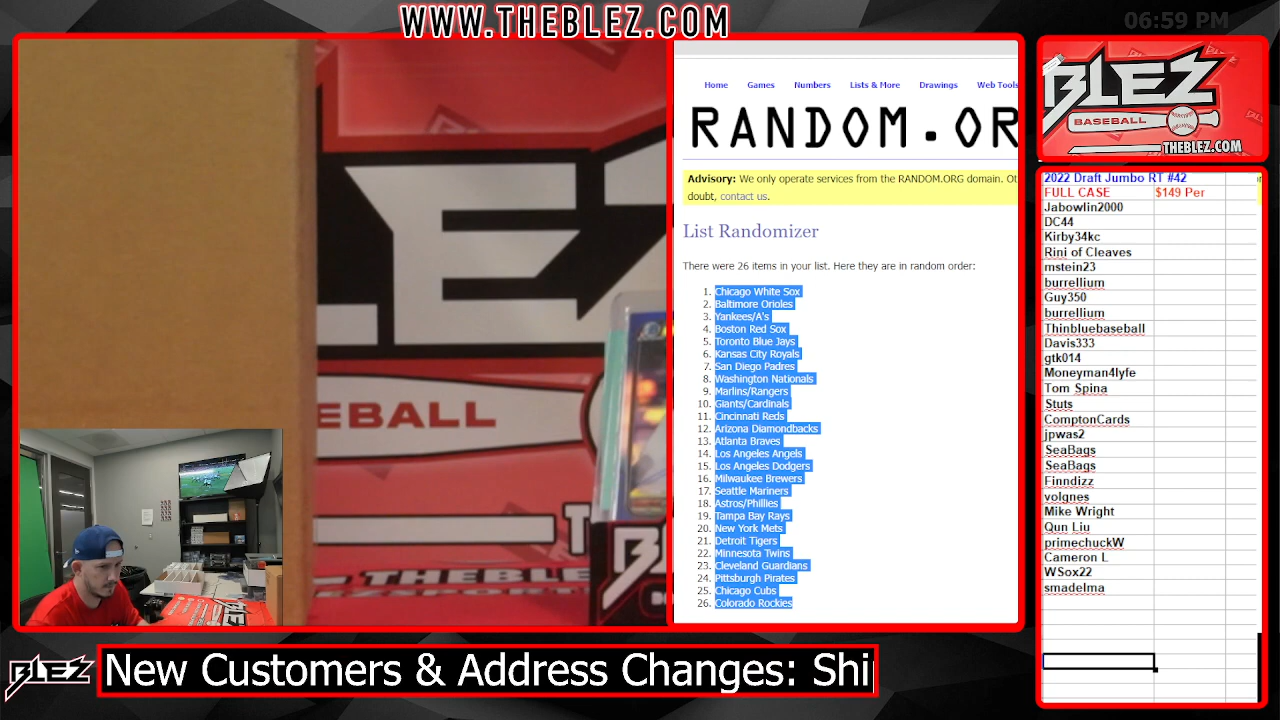 WWW.THEBLEZ.COM
06:59 PM
BLEZ
BASEBALL
THEBLEZ.COM
EBALL
THEBLEZ
Home Games Numbers Lists & More Drawings Web Tools
RANDOM.OR
Advisory: We only operate services from the RANDOM.ORG domain. Ot
doubt, contact us.
List Randomizer
There were 26 items in your list. Here they are in random order:
1. Chicago White Sox
2. Baltimore Orioles
3. Yankees/A's
4. Boston Red Sox
5. Toronto Blue Jays
6. Kansas City Royals
7. San Diego Padres
8. Washington Nationals
9. Marlins/Rangers
10. Giants/Cardinals
11. Cincinnati Reds
12. Arizona Diamondbacks
13. Atlanta Braves
14. Los Angeles Angels
15. Los Angeles Dodgers
16. Milwaukee Brewers
17. Seattle Mariners
18. Astros/Phillies
19. Tampa Bay Rays
20. New York Mets
21. Detroit Tigers
22. Minnesota Twins
23. Cleveland Guardians
24. Pittsburgh Pirates
25. Chicago Cubs
26. Colorado Rockies
2022 Draft Jumbo RT #42
FULL CASE $149 Per
Jabowlin2000
DC44
Kirby34kc
Rini of Cleaves
mstein23
burrellium
Guy350
burrellium
Thinbluebaseball
Davis333
gtk014
Moneyman4lyfe
Tom Spina
Stuts
ComptonCards
jpwas2
SeaBags
SeaBags
Finndizz
volgnes
Mike Wright
Qun Liu
primechuckW
Cameron L
WSox22
smadelma
BLEZ
New Customers & Address Changes: Shi